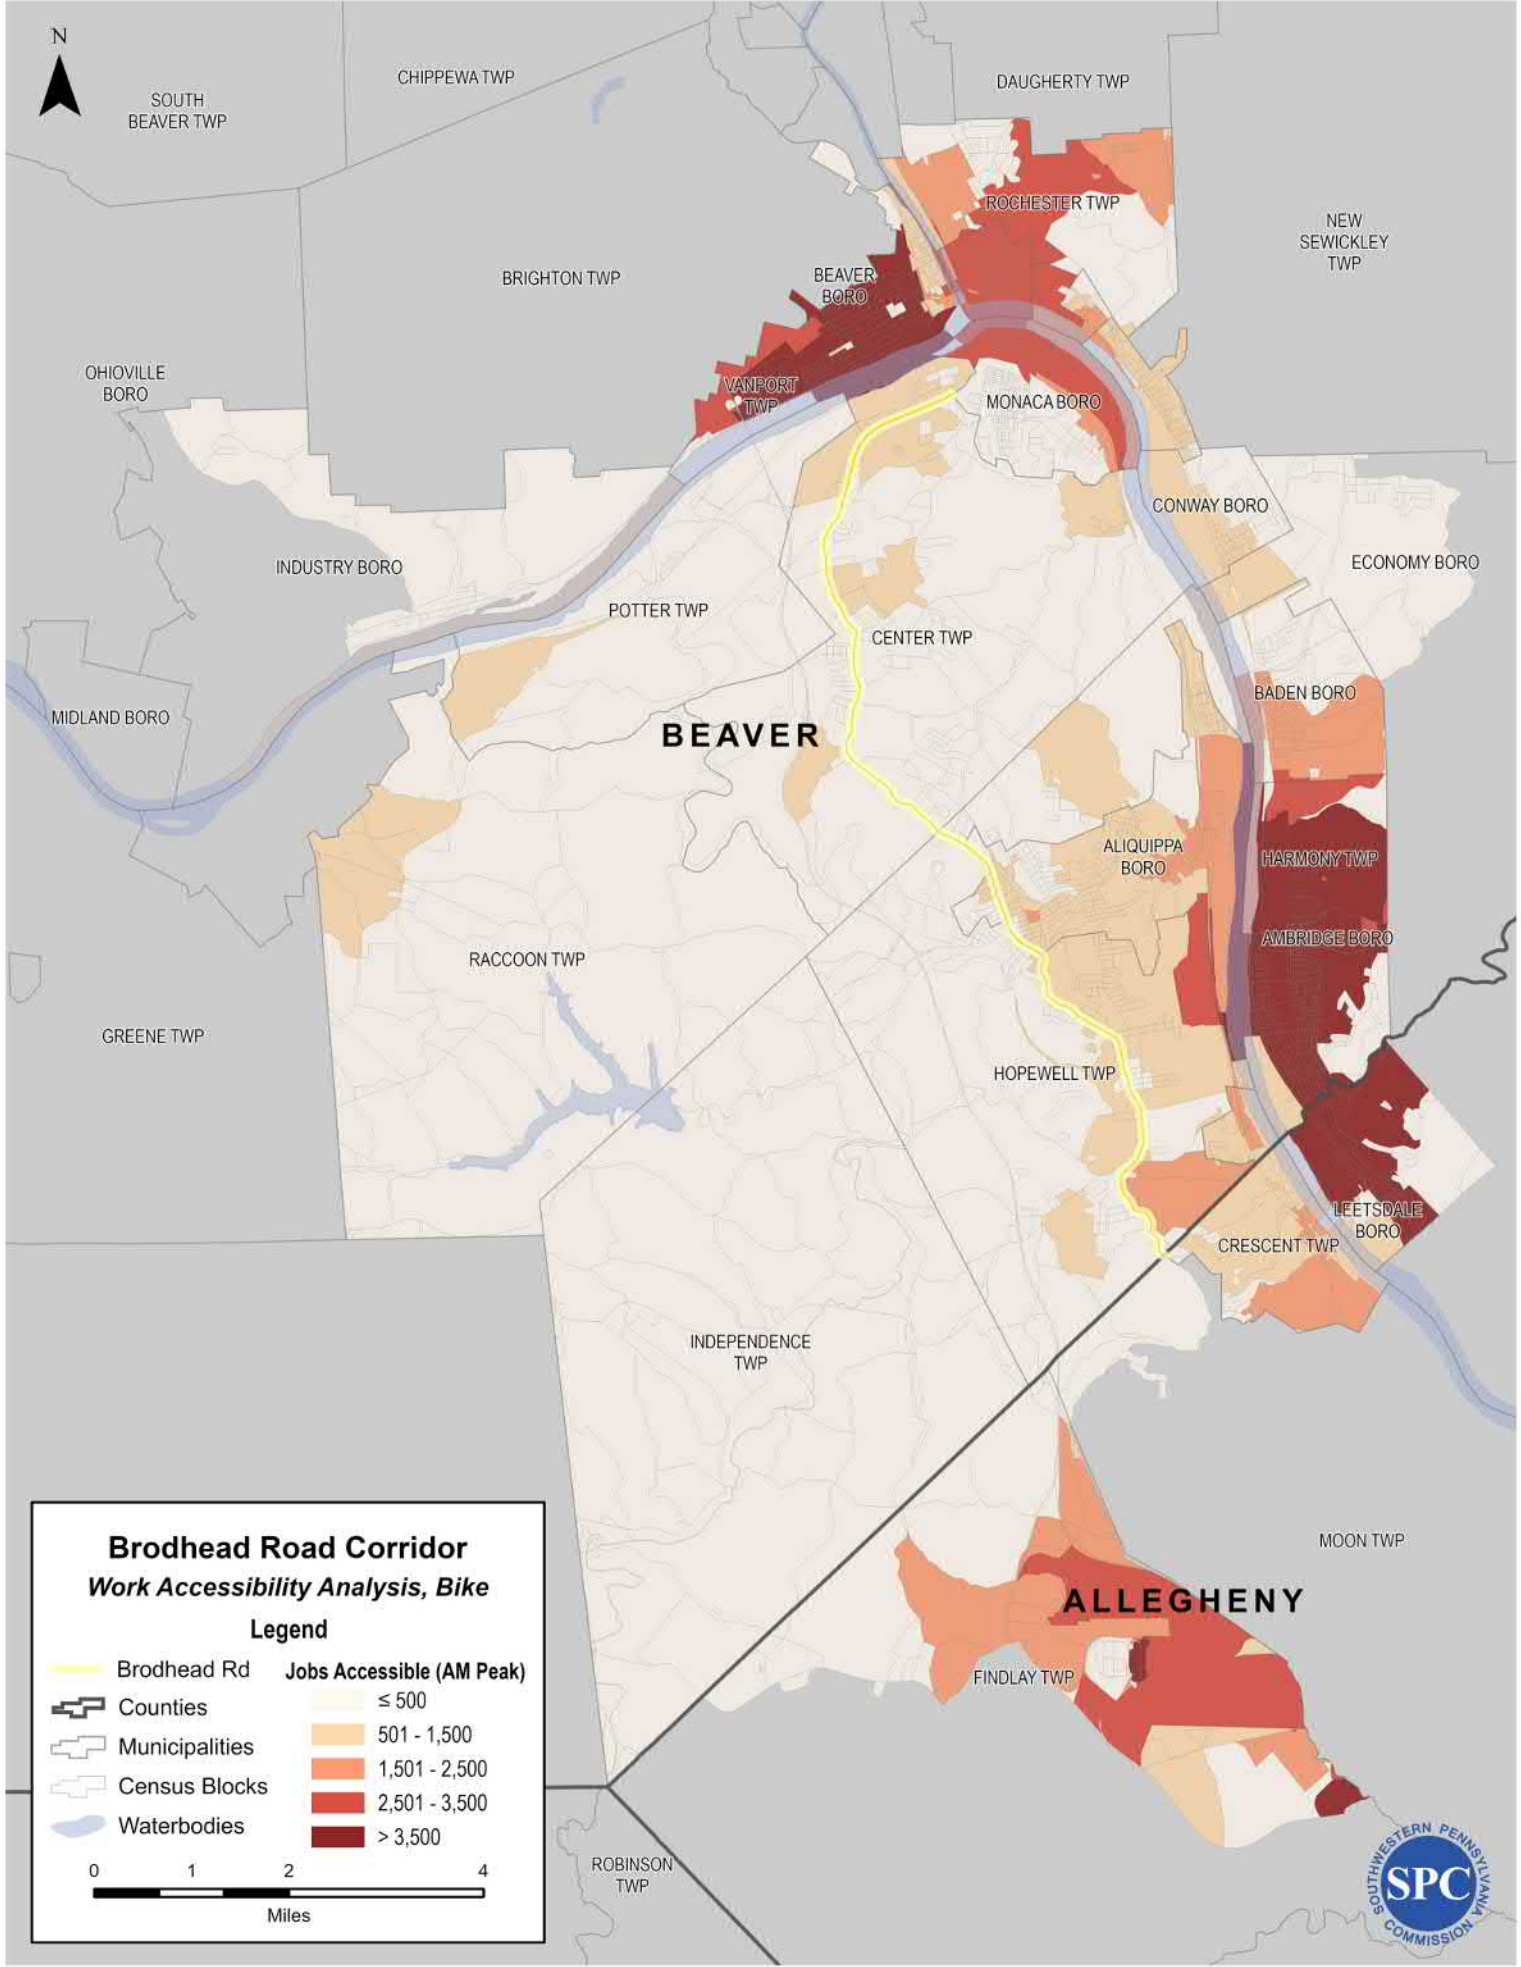 N
CHIPPEWA TWP
DAUGHERTY TWP
SOUTH
BEAVER TWP
ROCHESTER TWP
NEW
SEWICKLEY
TWP
BRIGHTON TWP
BEAVER
BORO
OHIOVILLE
BORO
VANPORT
TWP
MONACA BORO
CONWAY BORO
ECONOMY BORO
INDUSTRY BORO
POTTER TWP
CENTER TWP
BADEN BORO
MIDLAND BORO
BEAVER
ALIQUIPPA
BORO
HARMONY TWP
AMBRIDGE BORO
RACCOON TWP
GREENE TWP
HOPEWELL TWP
LEETSDALE
BORO
CRESCENT TWP
INDEPENDENCE
TWP
MOON TWP
ALLEGHENY
FINDLAY TWP
ROBINSON
TWP
Brodhead Road Corridor
Work Accessibility Analysis, Bike
Legend
Brodhead Rd
Counties
Municipalities
Census Blocks
Waterbodies
Jobs Accessible (AM Peak)
≤ 500
501 - 1,500
1,501 - 2,500
2,501 - 3,500
> 3,500
0 1 2 4
Miles
SOUTHWESTERN PENNSYLVANIA
SPC
COMMISSION